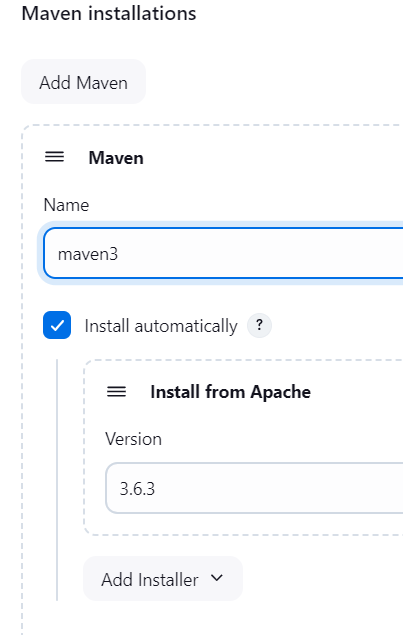 Maven installations
Add Maven
Maven
Name
maven3
Install automatically ?
Install from Apache
Version
3.6.3
Add Installer